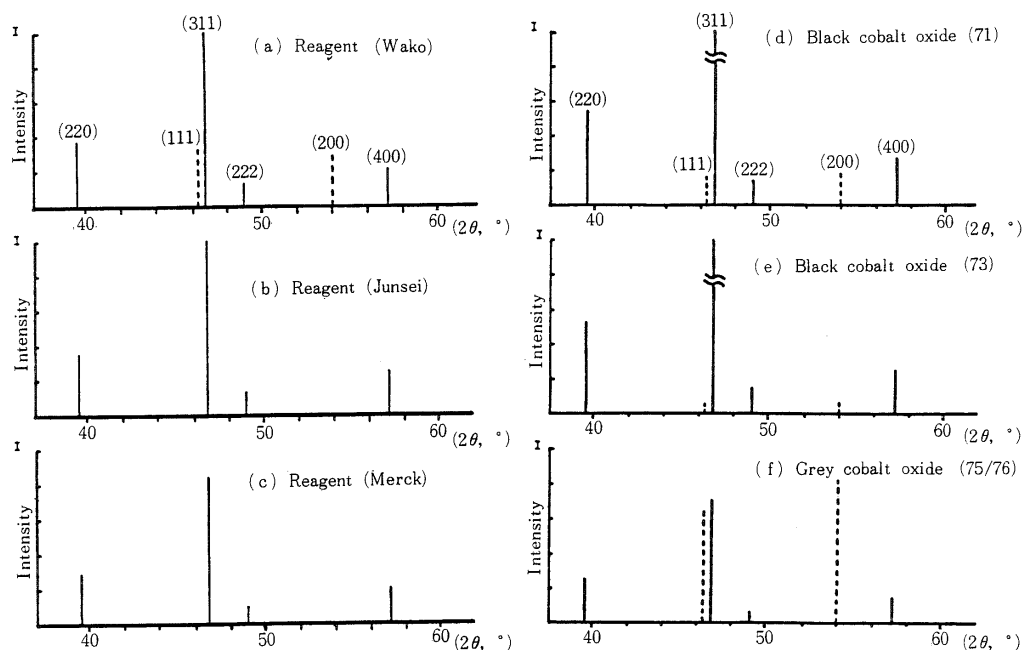 I
(311)
(a) Reagent (Wako)
(220)
(111)
(222)
(200)
(400)
Intensity
40
50
60
(2θ, °)
I
(b) Reagent (Junsei)
Intensity
40
50
60
(2θ, °)
I
(c) Reagent (Merck)
Intensity
40
50
60
(2θ, °)
I
(311)
(d) Black cobalt oxide (71)
(220)
(111)
(222)
(200)
(400)
Intensity
40
50
60
(2θ, °)
I
(e) Black cobalt oxide (73)
Intensity
40
50
60
(2θ, °)
I
(f) Grey cobalt oxide (75/76)
Intensity
40
50
60
(2θ, °)